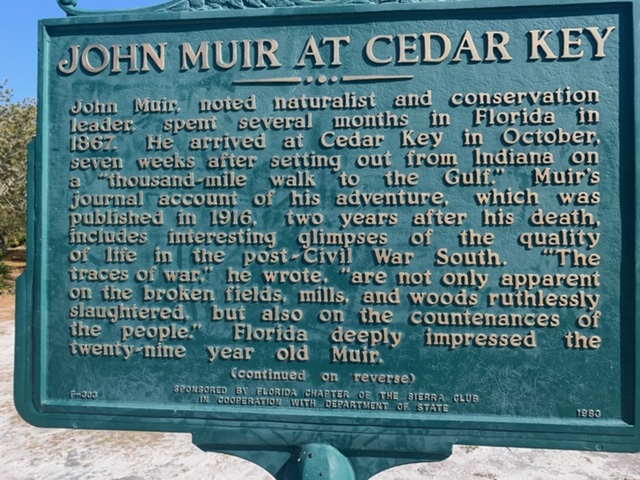 JOHN MUIR AT CEDAR KEY
John Muir, noted naturalist and conservation
leader, spent several months in Florida in
1867. He arrived at Cedar Key in October,
seven weeks after setting out from Indiana on
a "thousand-mile walk to the Gulf." Muir's
journal account of his adventure, which was
published in 1916, two years after his death,
includes interesting glimpses of the quality
of life in the post-Civil War South. "The
traces of war," he wrote, "are not only apparent
on the broken fields, mills, and woods ruthlessly
slaughtered, but also on the countenances of
the people." Florida deeply impressed the
twenty-nine year old Muir.
(continued on reverse)
F-303
SPONSORED BY FLORIDA CHAPTER OF THE SIERRA CLUB
IN COOPERATION WITH DEPARTMENT OF STATE
1983